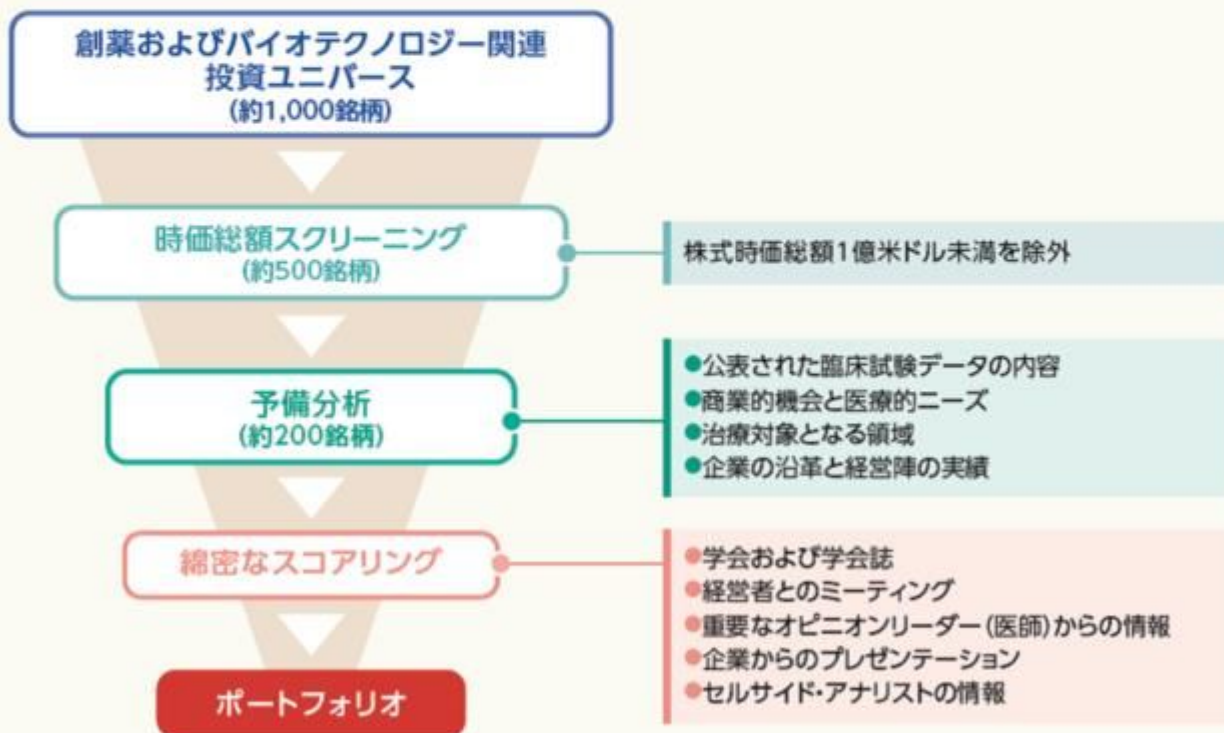 創薬およびバイオテクノロジー関連
投資ユニバース
(約1,000銘柄)
時価総額スクリーニング
(約500銘柄)
株式時価総額1億米ドル未満を除外
予備分析
(約200銘柄)
●公表された臨床試験データの内容
●商業的機会と医療的ニーズ
●治療対象となる領域
●企業の沿革と経営陣の実績
綿密なスコアリング
●学会および学会誌
●経営者とのミーティング
●重要なオピニオンリーダー(医師)からの情報
●企業からのプレゼンテーション
●セルサイド・アナリストの情報
ポートフォリオ